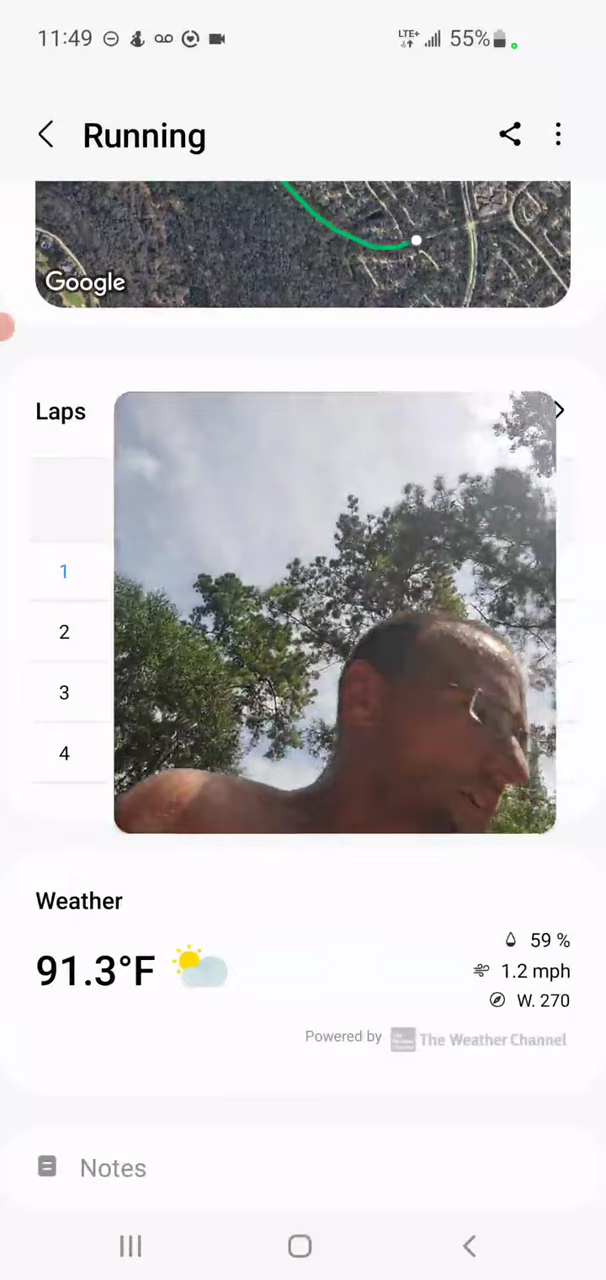 11:49 LTE+ 55%
Running
Google
Laps
1
2
3
4
Weather
59 %
91.3°F
1.2 mph
W. 270
Powered by The Weather Channel
Notes